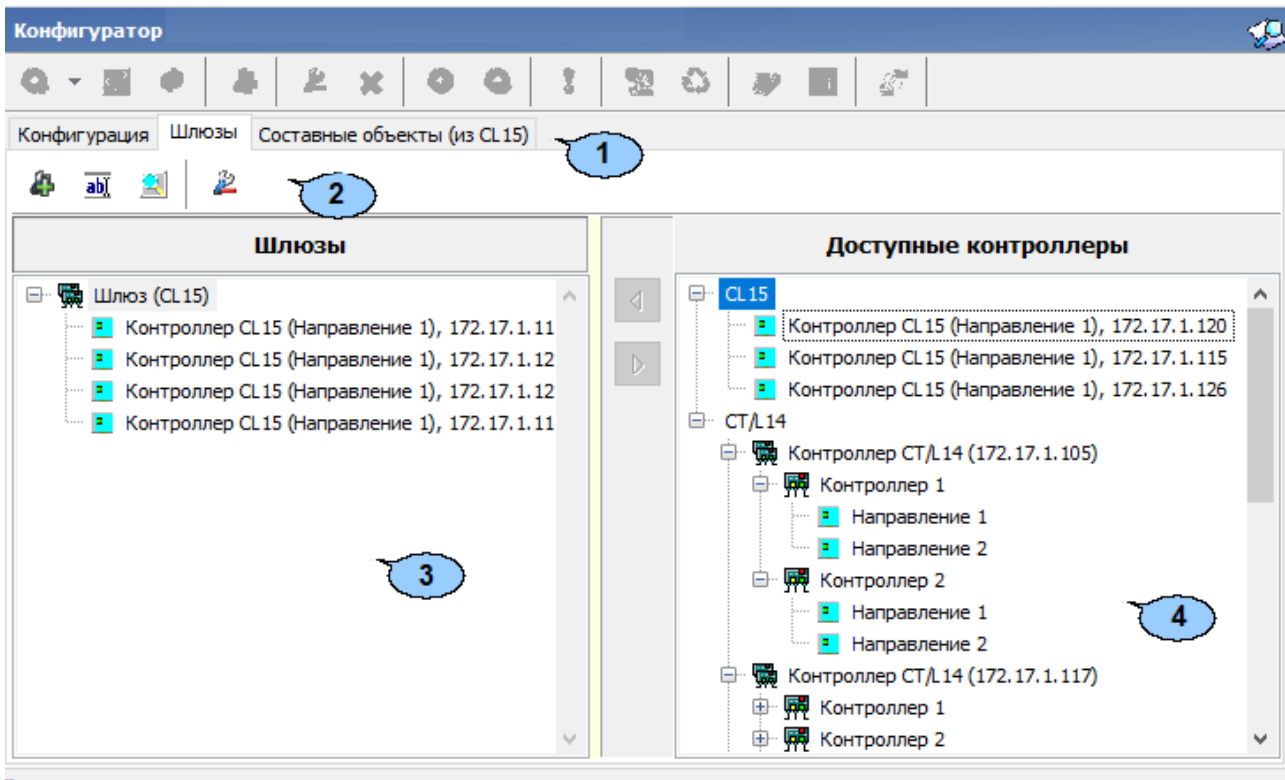 Конфигуратор
Конфигурация Шлюзы Составные объекты (из CL15)
1
ab
2
Шлюзы
Доступные контроллеры
Шлюз (CL15)
Контроллер CL15 (Направление 1), 172.17.1.11
Контроллер CL15 (Направление 1), 172.17.1.12
Контроллер CL15 (Направление 1), 172.17.1.12
Контроллер CL15 (Направление 1), 172.17.1.11
3
CL15
Контроллер CL15 (Направление 1), 172.17.1.120
Контроллер CL15 (Направление 1), 172.17.1.115
Контроллер CL15 (Направление 1), 172.17.1.126
CT/L14
Контроллер CT/L14 (172.17.1.105)
Контроллер 1
Направление 1
Направление 2
Контроллер 2
Направление 1
Направление 2
4
Контроллер CT/L14 (172.17.1.117)
Контроллер 1
Контроллер 2